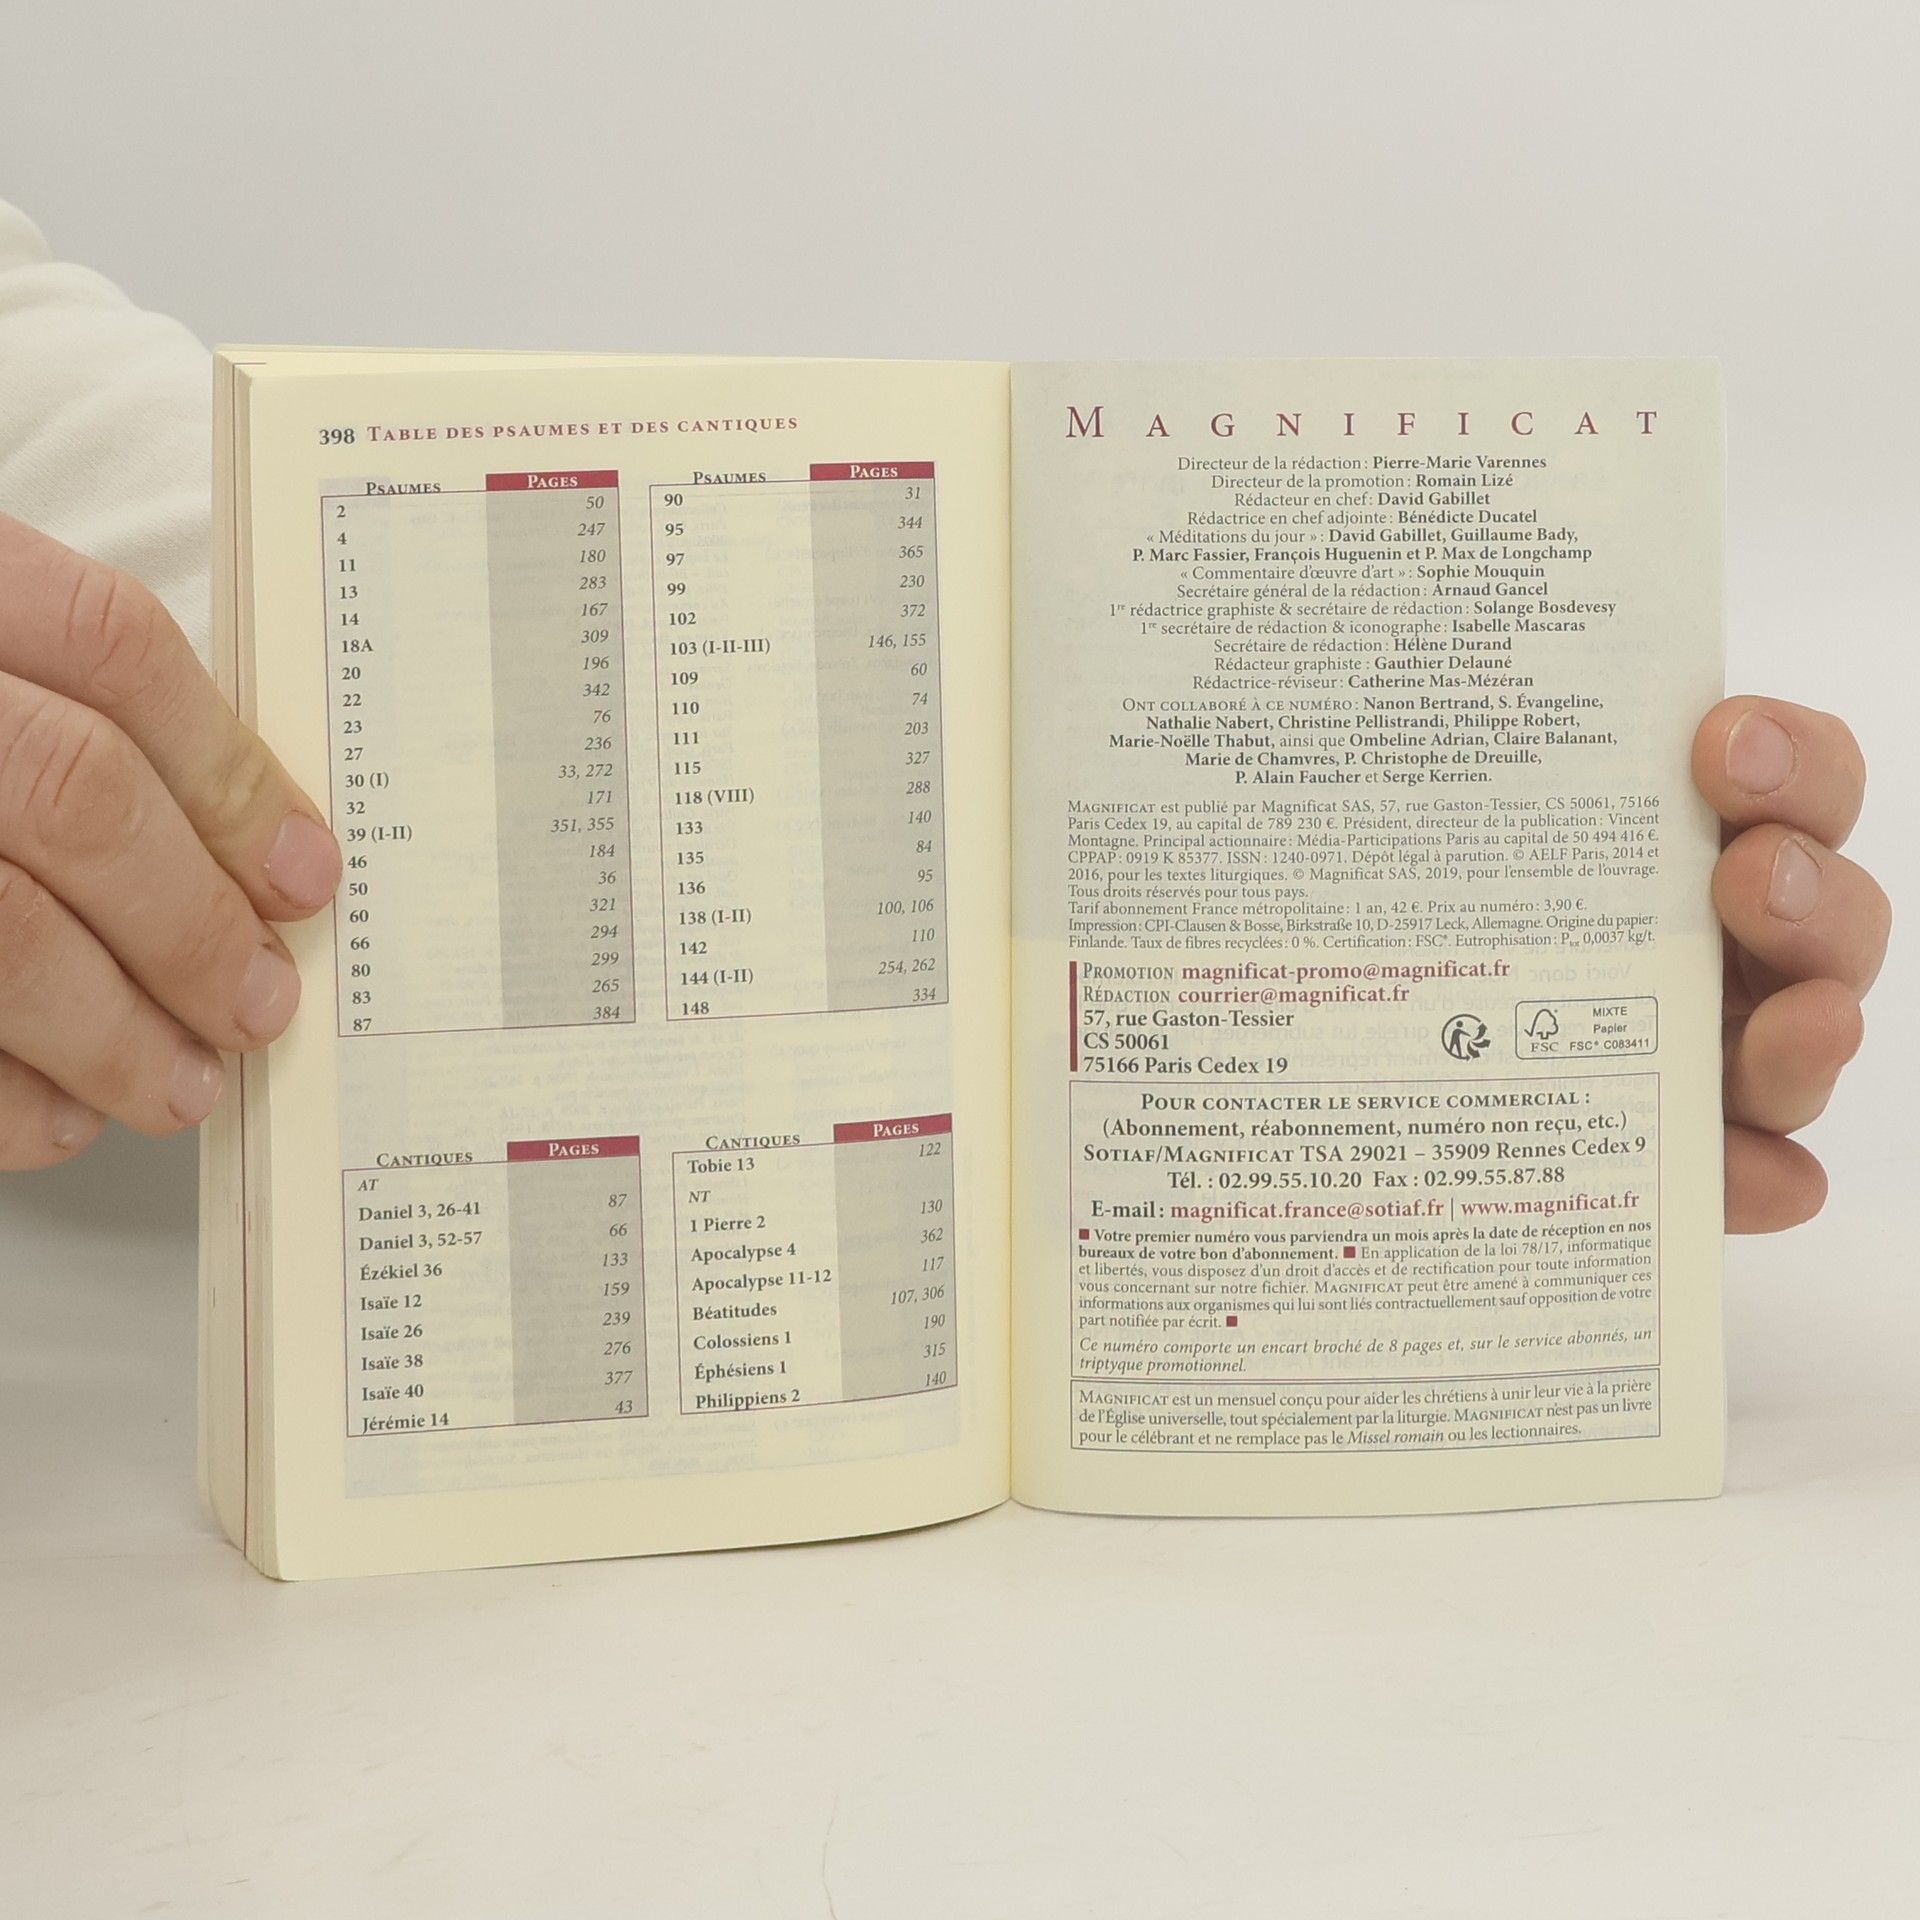 398 TABLE DES PSAUMES ET DES CANTIQUES
PSAUMES PAGES
2 50
4 247
11 180
13 283
14 167
18A 309
20 196
22 342
23 76
27 236
30 (I) 33, 272
32 171
39 (I-II) 351, 355
46 184
50 36
60 321
66 294
80 299
83 265
87 384
PSAUMES PAGES
90 31
95 344
97 365
99 230
102 372
103 (I-II-III) 146, 155
109 60
110 74
111 203
115 327
118 (VIII) 288
133 140
135 84
136 95
138 (I-II) 100, 106
142 110
144 (I-II) 254, 262
148 334
CANTIQUES PAGES
AT
Daniel 3, 26-41 87
Daniel 3, 52-57 66
Ézékiel 36 133
Isaïe 12 159
Isaïe 26 239
Isaïe 38 276
Isaïe 40 377
Jérémie 14 43
CANTIQUES PAGES
Tobie 13 122
NT
1 Pierre 2 130
Apocalypse 4 362
Apocalypse 11-12 117
Béatitudes 107, 306
Colossiens 1 190
Éphésiens 1 315
Philippiens 2 140
MAGNIFICAT
Directeur de la rédaction : Pierre-Marie Varennes
Directeur de la promotion : Romain Lizé
Rédacteur en chef : David Gabillet
Rédactrice en chef adjointe : Bénédicte Ducatel
« Méditations du jour » : David Gabillet, Guillaume Bady,
P. Marc Fassier, François Huguenin et P. Max de Longchamp
« Commentaire d'œuvre d'art » : Sophie Mouquin
Secrétaire général de la rédaction : Arnaud Gancel
1re rédactrice graphiste & secrétaire de rédaction : Solange Bosdevesy
1re secrétaire de rédaction & iconographe : Isabelle Mascaras
Secrétaire de rédaction : Hélène Durand
Rédacteur graphiste : Gauthier Delauné
Rédactrice-réviseur : Catherine Mas-Mézéran
ONT COLLABORÉ À CE NUMÉRO : Nanon Bertrand, S. Évangeline,
Nathalie Nabert, Christine Pellistrandi, Philippe Robert,
Marie-Noëlle Thabut, ainsi que Ombeline Adrian, Claire Balanant,
Marie de Chamvres, P. Christophe de Dreuille,
P. Alain Faucher et Serge Kerrien.
MAGNIFICAT est publié par Magnificat SAS, 57, rue Gaston-Tessier, CS 50061, 75166
Paris Cedex 19, au capital de 789 230 €. Président, directeur de la publication : Vincent
Montagne. Principal actionnaire : Média-Participations Paris au capital de 50 494 416 €.
CPPAP : 0919 K 85377. ISSN : 1240-0971. Dépôt légal à parution. © AELF Paris, 2014 et
2016, pour les textes liturgiques. © Magnificat SAS, 2019, pour l'ensemble de l'ouvrage.
Tous droits réservés pour tous pays.
Tarif abonnement France métropolitaine : 1 an, 42 €. Prix au numéro : 3,90 €.
Impression : CPI-Clausen & Bosse, Birkstraße 10, D-25917 Leck, Allemagne. Origine du papier :
Finlande. Taux de fibres recyclées : 0 %. Certification : FSC®. Eutrophisation : Ptot 0,0037 kg/t.
PROMOTION magnificat-promo@magnificat.fr
RÉDACTION courrier@magnificat.fr
57, rue Gaston-Tessier
CS 50061
75166 Paris Cedex 19
FSC
MIXTE
Papier
FSC® C083411
POUR CONTACTER LE SERVICE COMMERCIAL :
(Abonnement, réabonnement, numéro non reçu, etc.)
SOTIAF/MAGNIFICAT TSA 29021 – 35909 Rennes Cedex 9
Tél. : 02.99.55.10.20 Fax : 02.99.55.87.88
E-mail : magnificat.france@sotiaf.fr | www.magnificat.fr
■ Votre premier numéro vous parviendra un mois après la date de réception en nos
bureaux de votre bon d'abonnement. ■ En application de la loi 78/17, informatique
et libertés, vous disposez d'un droit d'accès et de rectification pour toute information
vous concernant sur notre fichier. MAGNIFICAT peut être amené à communiquer ces
informations aux organismes qui lui sont liés contractuellement sauf opposition de votre
part notifiée par écrit. ■
Ce numéro comporte un encart broché de 8 pages et, sur le service abonnés, un
triptyque promotionnel.
MAGNIFICAT est un mensuel conçu pour aider les chrétiens à unir leur vie à la prière
de l'Église universelle, tout spécialement par la liturgie. MAGNIFICAT n'est pas un livre
pour le célébrant et ne remplace pas le Missel romain ou les lectionnaires.